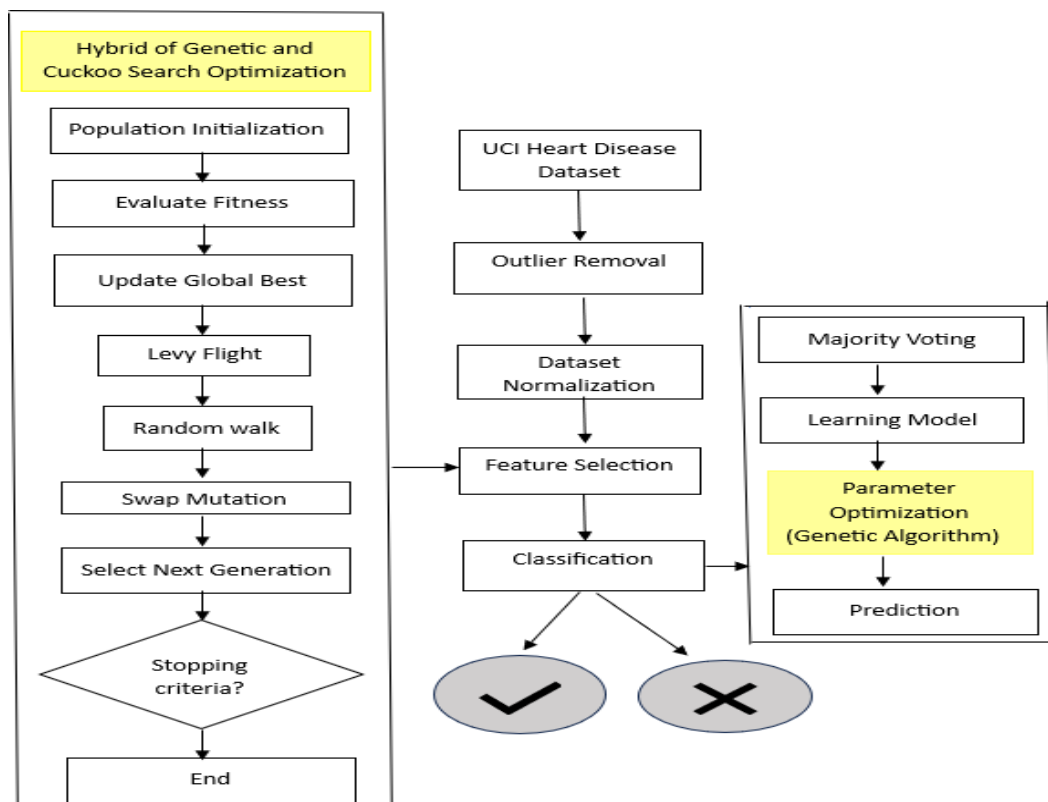 Hybrid of Genetic and
Cuckoo Search Optimization
Population Initialization
Evaluate Fitness
Update Global Best
Levy Flight
Random walk
Swap Mutation
Select Next Generation
Stopping
criteria?
End
UCI Heart Disease
Dataset
Outlier Removal
Dataset
Normalization
Feature Selection
Classification
Majority Voting
Learning Model
Parameter
Optimization
(Genetic Algorithm)
Prediction